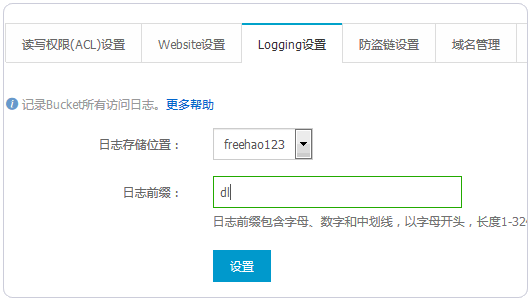 读写权限(ACL)设置 Website设置 Logging设置 防盗链设置 域名管理
记录Bucket所有访问日志。更多帮助
日志存储位置： freehao123
日志前缀： dl
日志前缀包含字母、数字和中划线，以字母开头，长度1-32
设置